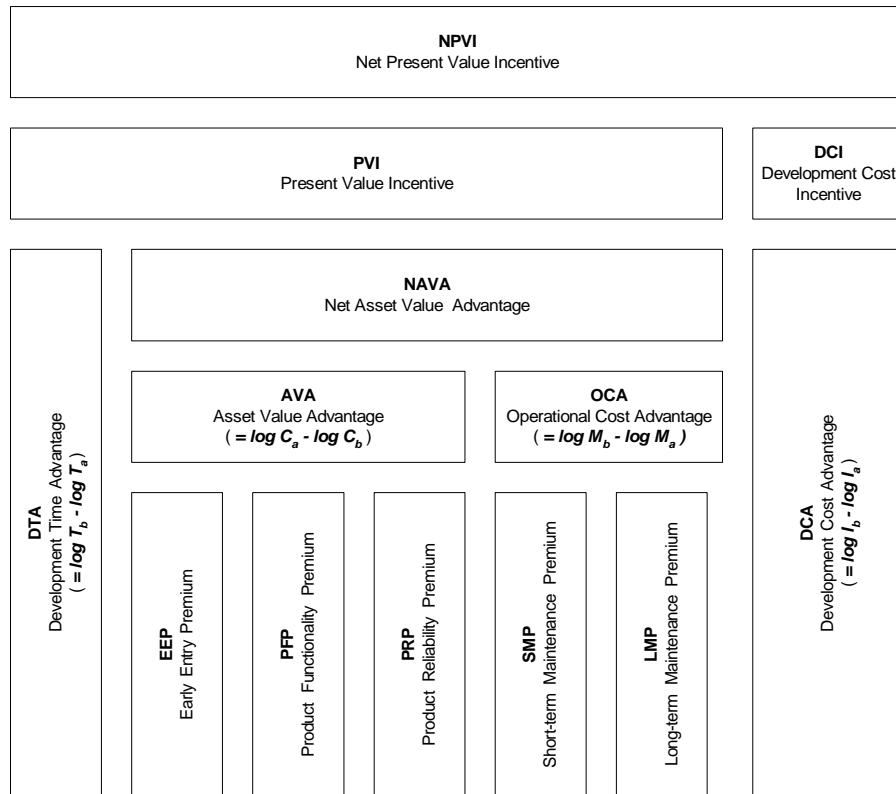 NPVI
Net Present Value Incentive
PVI
Present Value Incentive
DCI
Development Cost
Incentive
DTA
Development Time Advantage
( = log T_b - log T_a)
NAVA
Net Asset Value Advantage
AVA
Asset Value Advantage
( = log C_a - log C_b )
OCA
Operational Cost Advantage
( = log M_b - log M_a )
EEP
Early Entry Premium
PFP
Product Functionality Premium
PRP
Product Reliability Premium
SMP
Short-term Maintenance Premium
LMP
Long-term Maintenance Premium
DCA
Development Cost Advantage
( = log I_b - log I_a)